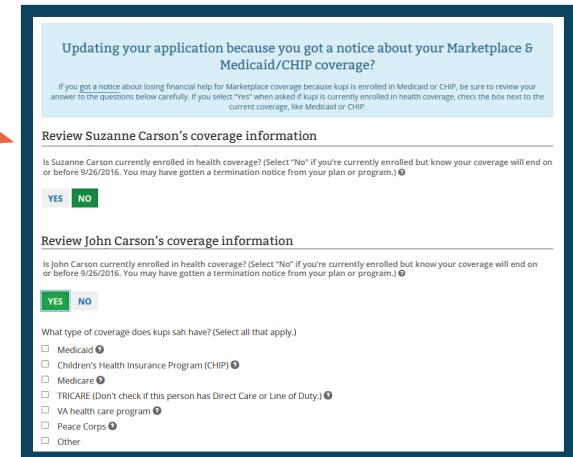 Updating your application because you got a notice about your Marketplace &
Medicaid/CHIP coverage?
If you got a notice about losing financial help for Marketplace coverage because kupi is enrolled in Medicaid or CHIP, be sure to review your
answer to the questions below carefully. If you select "Yes" when asked if kupi is currently enrolled in health coverage, check the box next to the
current coverage, like Medicaid or CHIP.
Review Suzanne Carson's coverage information
Is Suzanne Carson currently enrolled in health coverage? (Select "No" if you're currently enrolled but know your coverage will end on
or before 9/26/2016. You may have gotten a termination notice from your plan or program.) ?
YES NO
Review John Carson's coverage information
Is John Carson currently enrolled in health coverage? (Select "No" if you're currently enrolled but know your coverage will end on
or before 9/26/2016. You may have gotten a termination notice from your plan or program.) ?
YES NO
What type of coverage does kupi sah have? (Select all that apply.)
Medicaid ?
Children's Health Insurance Program (CHIP) ?
Medicare ?
TRICARE (Don't check if this person has Direct Care or Line of Duty.) ?
VA health care program ?
Peace Corps ?
Other